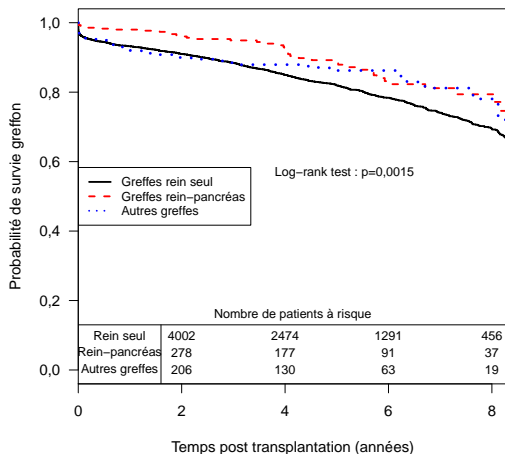 1,0
0,8
0,6
0,4
0,2
0,0
Probabilité de survie greffon
Greffes rein seul
Greffes rein−pancréas
Autres greffes
Log−rank test : p=0,0015
Nombre de patients à risque
Rein seul 4002 2474 1291 456
Rein−pancréas 278 177 91 37
Autres greffes 206 130 63 19
0 2 4 6 8
Temps post transplantation (années)